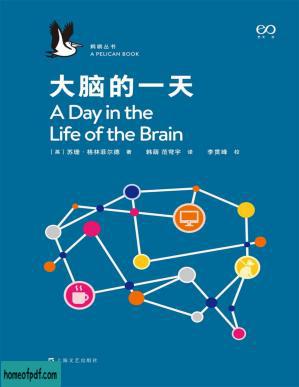 鹈鹕丛书
A PELICAN BOOK
大脑的一天
A Day in the
Life of the Brain
〔英〕苏珊·格林菲尔德 著 韩萌 范穹宇 译 李贯峰 校
上海文艺出版社
homeofpdf.com